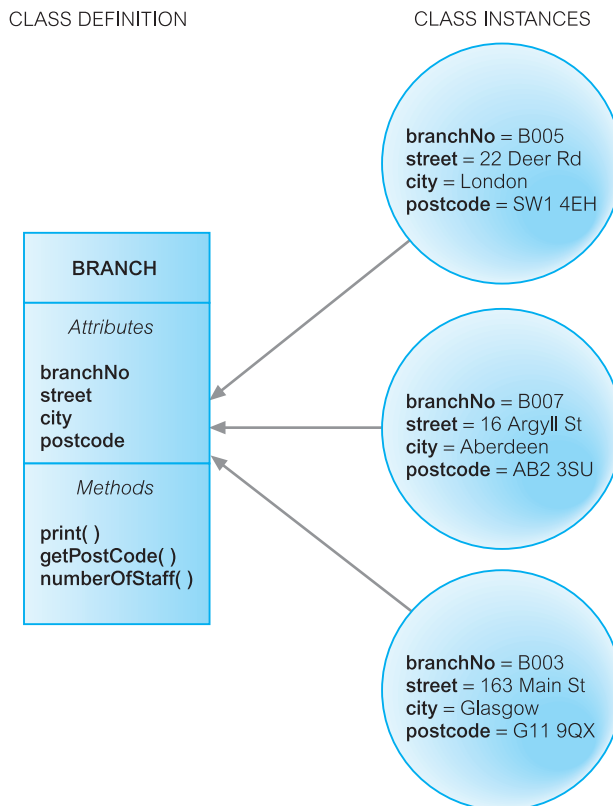 CLASS DEFINITION
CLASS INSTANCES
branchNo = B005
street = 22 Deer Rd
city = London
postcode = SW1 4EH
BRANCH
Attributes
branchNo
street
city
postcode
Methods
print( )
getPostCode( )
numberOfStaff( )
branchNo = B007
street = 16 Argyll St
city = Aberdeen
postcode = AB2 3SU
branchNo = B003
street = 163 Main St
city = Glasgow
postcode = G11 9QX